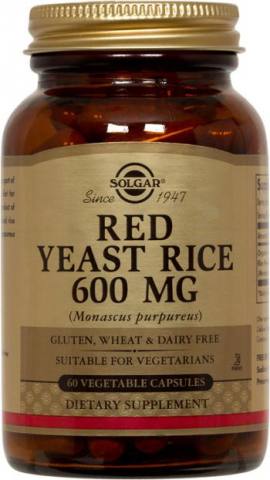 SOLGAR®
Since 1947
RED
YEAST RICE
600 MG
(Monascus purpureus)
GLUTEN, WHEAT & DAIRY FREE
SUITABLE FOR VEGETARIANS
60 VEGETABLE CAPSULES
DIETARY SUPPLEMENT